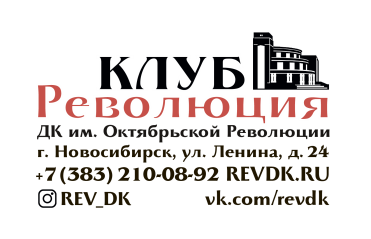 КЛУБ
Революция
ДК им. Октябрьской Революции
г. Новосибирск, ул. Ленина, д. 24
+7 (383) 210-08-92 REVDK.RU
REV_DK vk.com/revdk